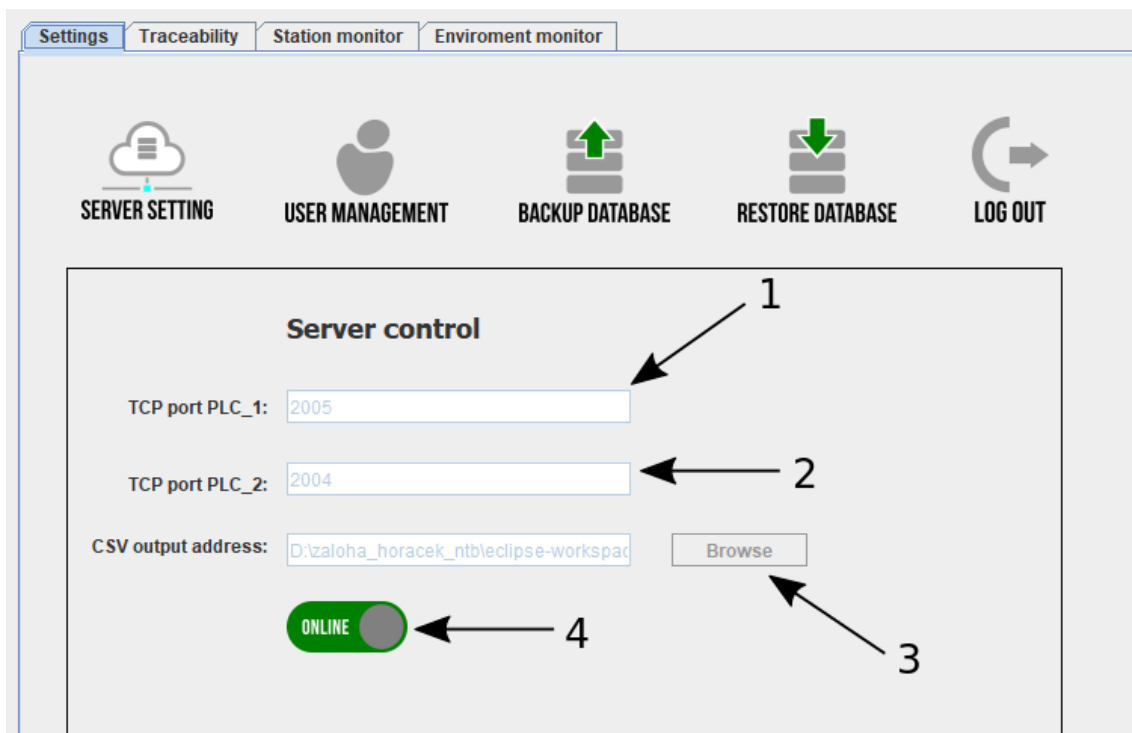 Settings Traceability Station monitor Enviroment monitor
SERVER SETTING USER MANAGEMENT BACKUP DATABASE RESTORE DATABASE LOG OUT
1
Server control
TCP port PLC_1: 2005
TCP port PLC_2: 2004 2
CSV output address: D:\zaloha_horacek_ntb\eclipse-workspac Browse
ONLINE 4
3